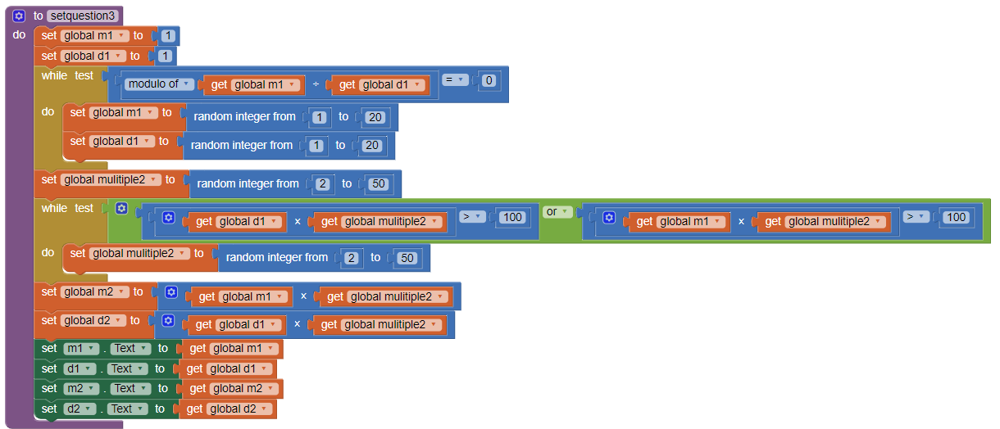 to setquestion3
do set global m1 to 1
set global d1 to 1
while test modulo of get global m1 ÷ get global d1 = 0
do set global m1 to random integer from 1 to 20
set global d1 to random integer from 1 to 20
set global mulitiple2 to random integer from 2 to 50
while test get global d1 x get global mulitiple2 > 100 or get global m1 x get global mulitiple2 > 100
do set global mulitiple2 to random integer from 2 to 50
set global m2 to get global m1 x get global mulitiple2
set global d2 to get global d1 x get global mulitiple2
set m1 . Text to get global m1
set d1 . Text to get global d1
set m2 . Text to get global m2
set d2 . Text to get global d2